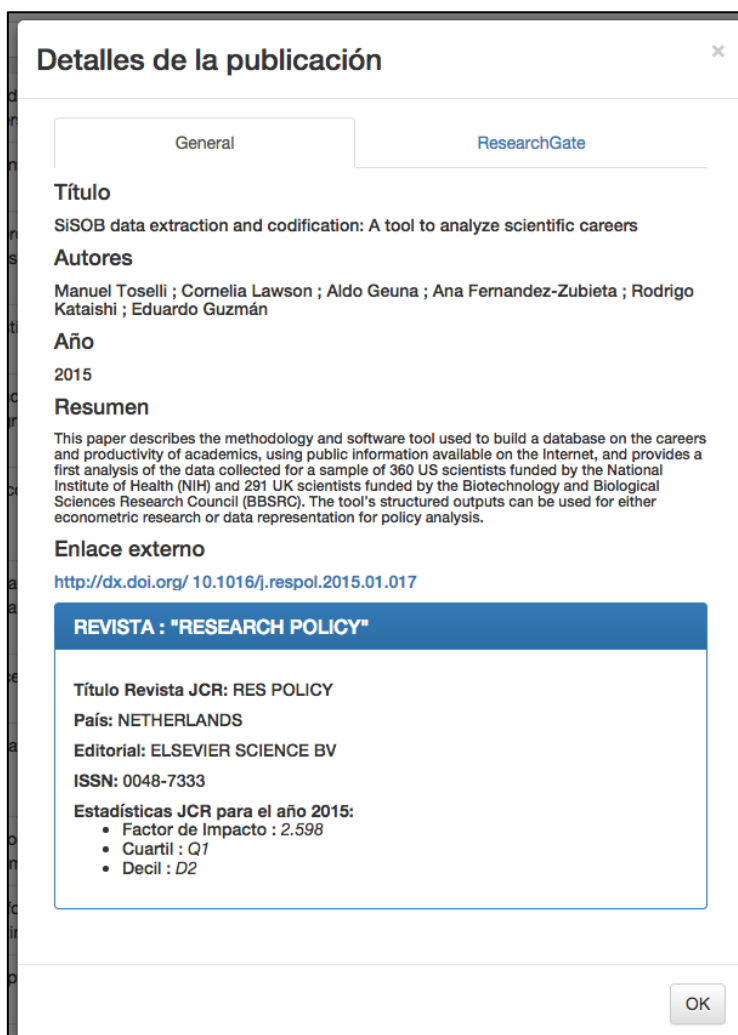 Detalles de la publicación
×
General
ResearchGate
Título
SiSOB data extraction and codification: A tool to analyze scientific careers
Autores
Manuel Toselli ; Cornelia Lawson ; Aldo Geuna ; Ana Fernandez-Zubieta ; Rodrigo
Kataishi ; Eduardo Guzmán
Año
2015
Resumen
This paper describes the methodology and software tool used to build a database on the careers
and productivity of academics, using public information available on the Internet, and provides a
first analysis of the data collected for a sample of 360 US scientists funded by the National
Institute of Health (NIH) and 291 UK scientists funded by the Biotechnology and Biological
Sciences Research Council (BBSRC). The tool's structured outputs can be used for either
econometric research or data representation for policy analysis.
Enlace externo
http://dx.doi.org/ 10.1016/j.respol.2015.01.017
REVISTA : "RESEARCH POLICY"
Título Revista JCR: RES POLICY
País: NETHERLANDS
Editorial: ELSEVIER SCIENCE BV
ISSN: 0048-7333
Estadísticas JCR para el año 2015:
• Factor de Impacto : 2.598
• Cuartil : Q1
• Decil : D2
OK